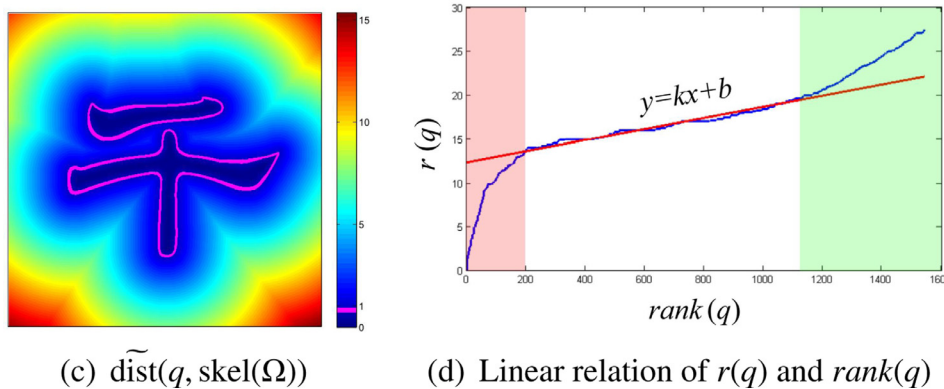 15
10
5
1
0
30
25
20
15
10
5
0
y=kx+b
r(q)
0 200 400 600 800 1000 1200 1400 1600
rank(q)
(c) d͠ist(q, skel(Ω))
(d) Linear relation of r(q) and rank(q)